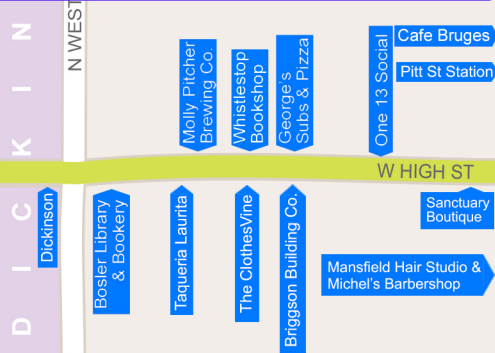 DICKIN
N WEST
Molly Pitcher
Brewing Co.
Whistlestop
Bookshop
George's
Subs & Pizza
One 13 Social
Cafe Bruges
Pitt St Station
W HIGH ST
Dickinson
Bosler Library
& Bookery
Taqueria Laurita
The ClothesVine
Briggson Building Co.
Sanctuary
Boutique
Mansfield Hair Studio &
Michel's Barbershop